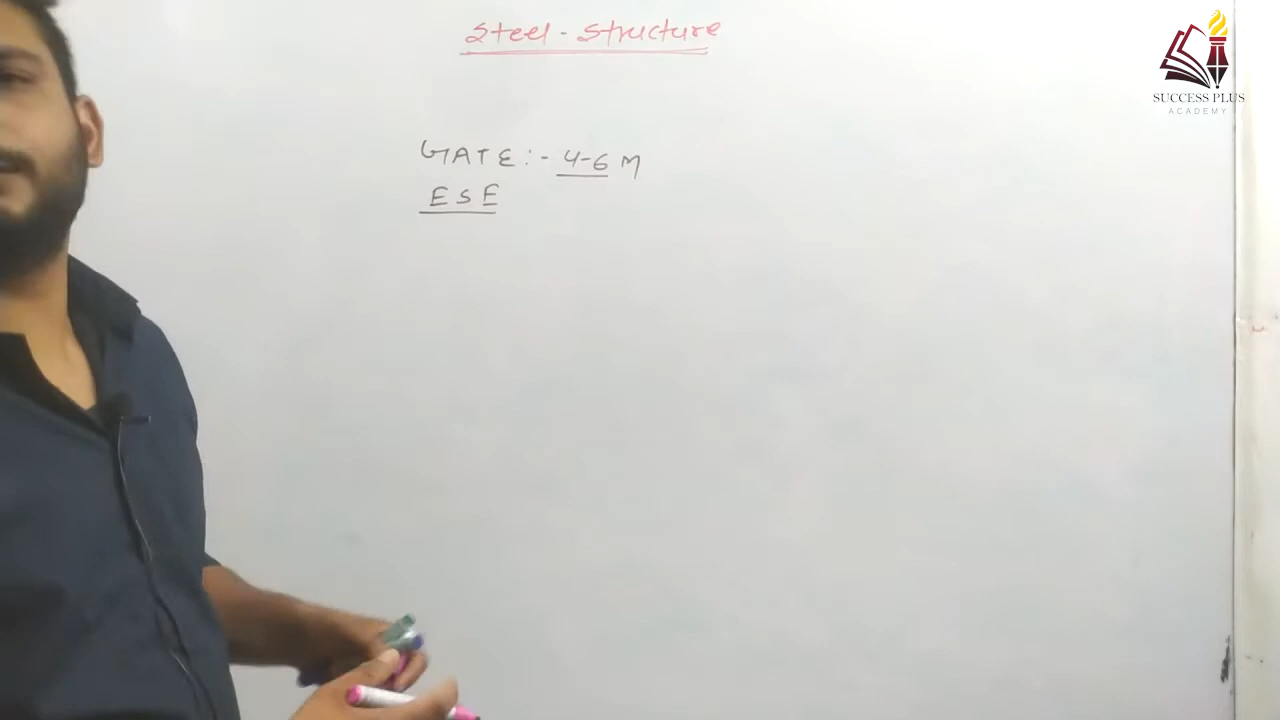 Steel - Structure
GATE :- 4-6 M
ESE
SUCCESS PLUS
ACADEMY